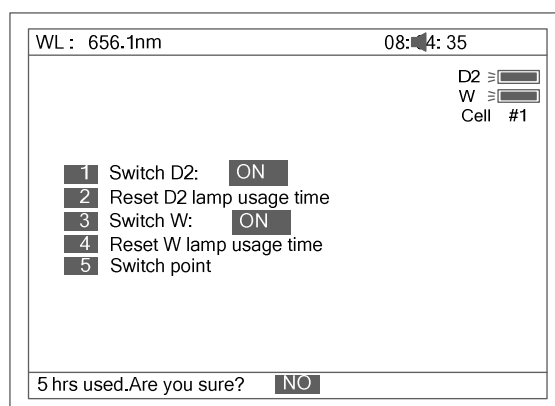 WL: 656.1nm 08: 4: 35
D2
W
Cell #1
1 Switch D2: ON
2 Reset D2 lamp usage time
3 Switch W: ON
4 Reset W lamp usage time
5 Switch point
5 hrs used.Are you sure? NO